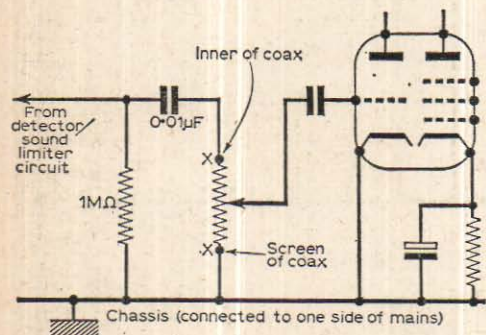 Inner of coax
From
detector/
sound
limiter
circuit
0·01μF
X
1MΩ
X
Screen
of coax
Chassis (connected to one side of mains)